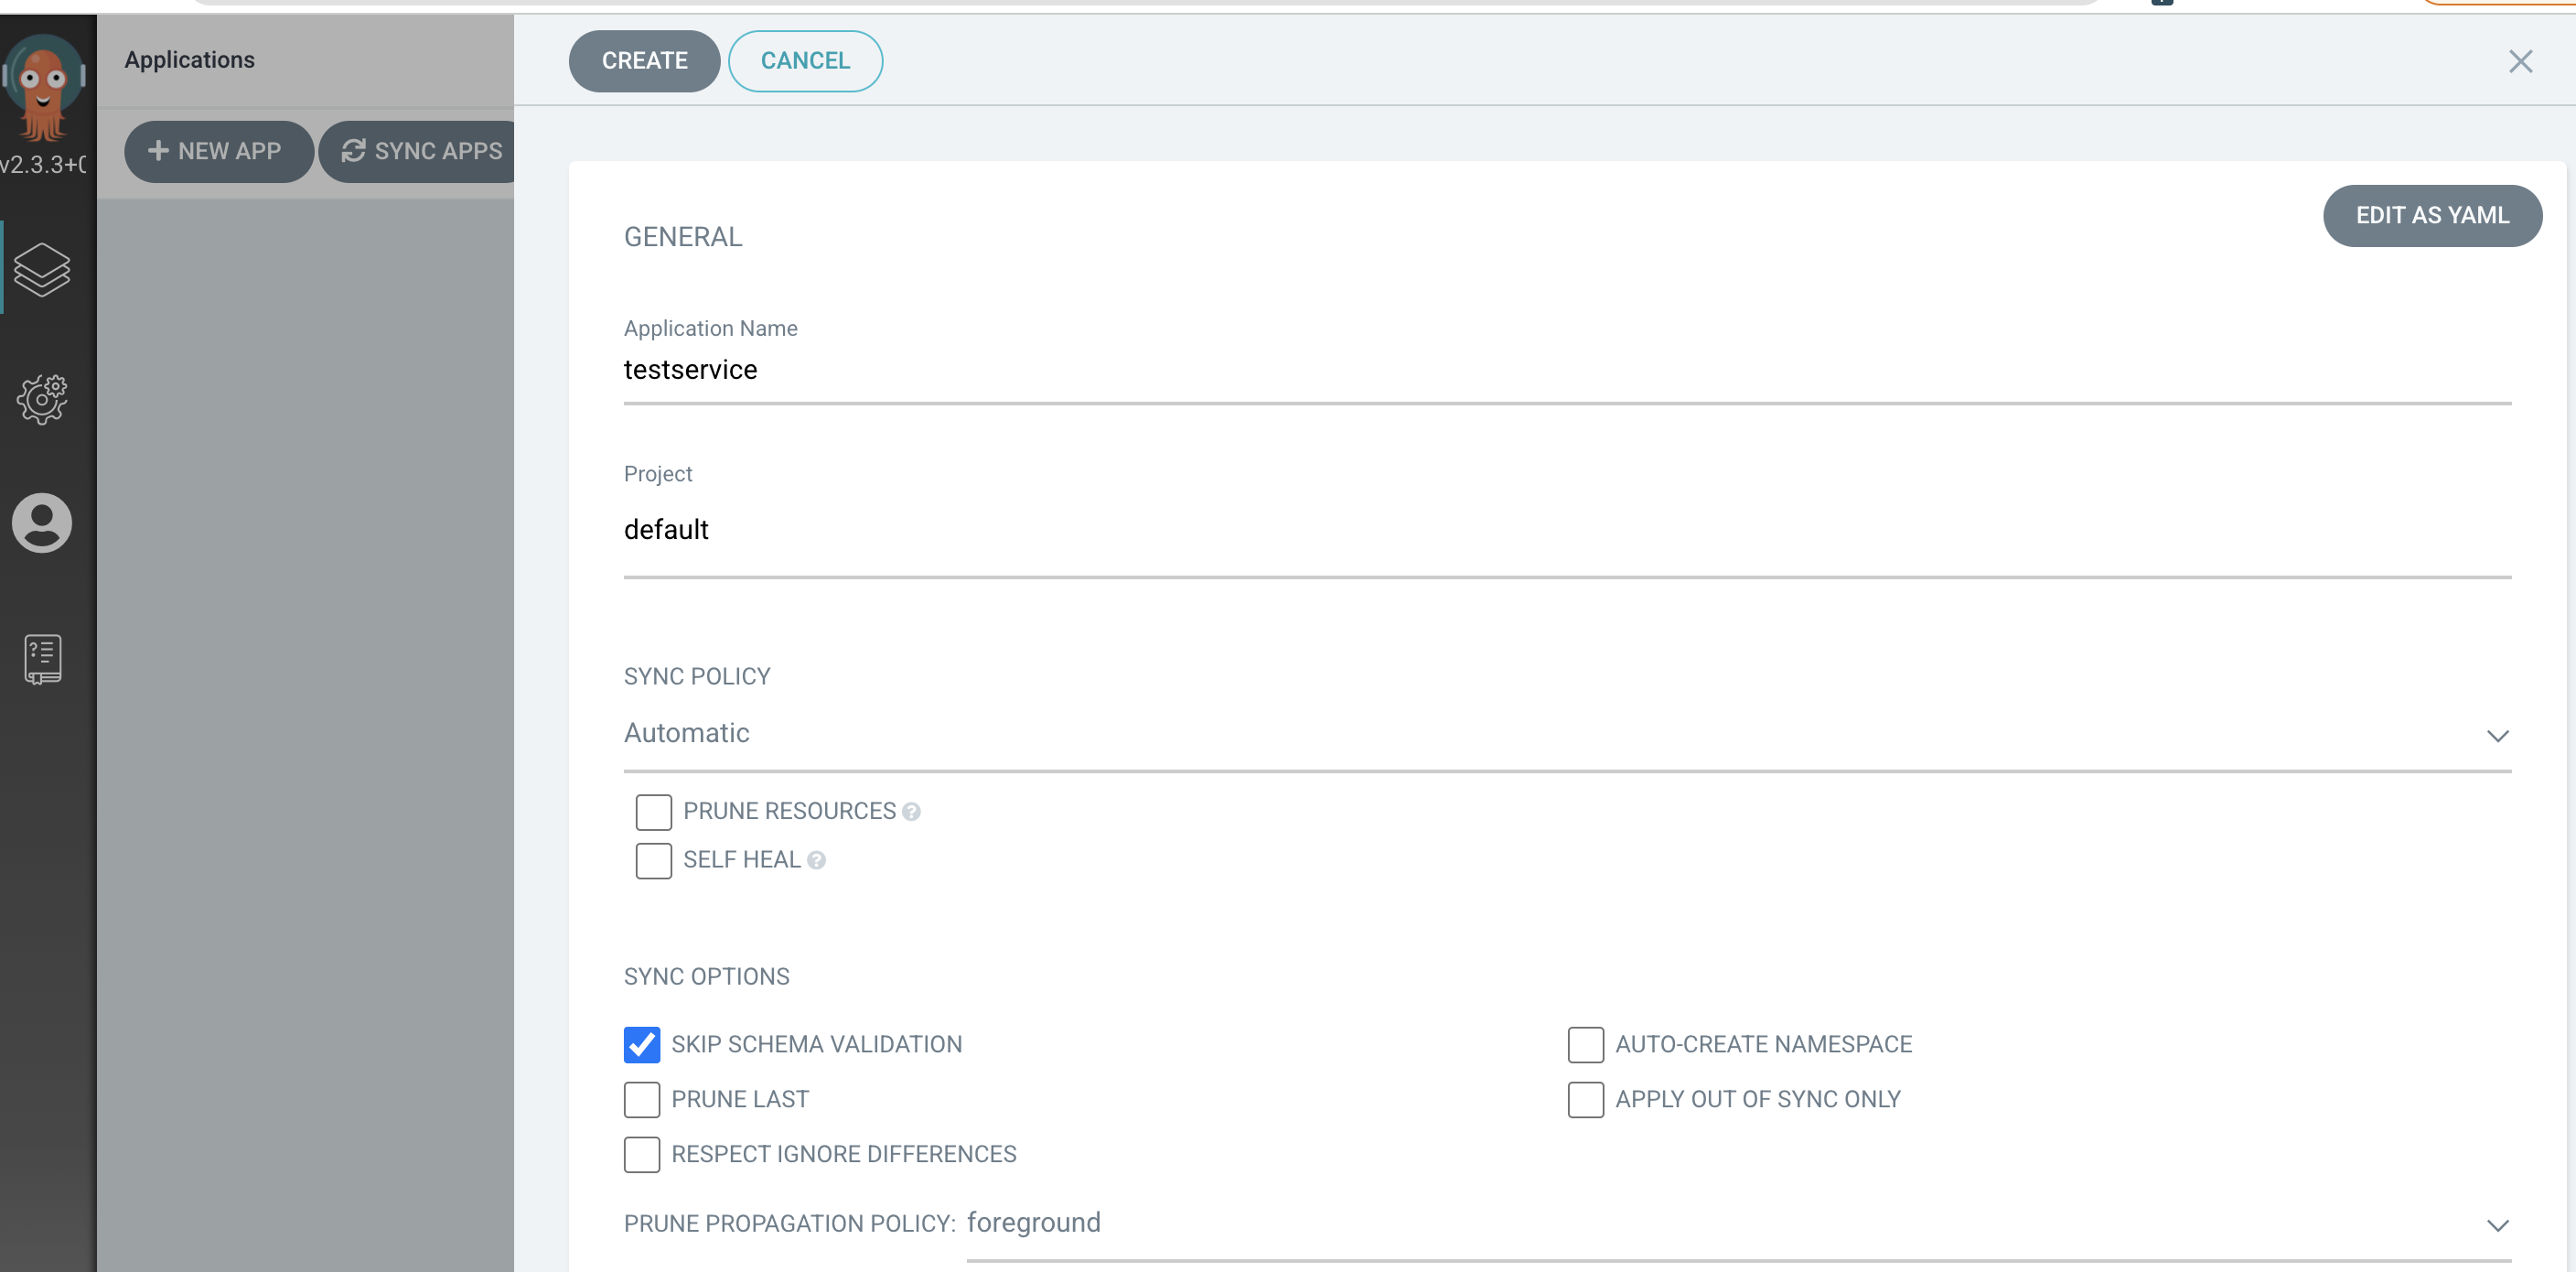 Applications
CREATE
CANCEL
NEW APP
SYNC APPS
v2.3.3+
EDIT AS YAML
GENERAL
Application Name
testservice
Project
default
SYNC POLICY
Automatic
PRUNE RESOURCES
SELF HEAL
SYNC OPTIONS
SKIP SCHEMA VALIDATION
AUTO-CREATE NAMESPACE
PRUNE LAST
APPLY OUT OF SYNC ONLY
RESPECT IGNORE DIFFERENCES
PRUNE PROPAGATION POLICY: foreground